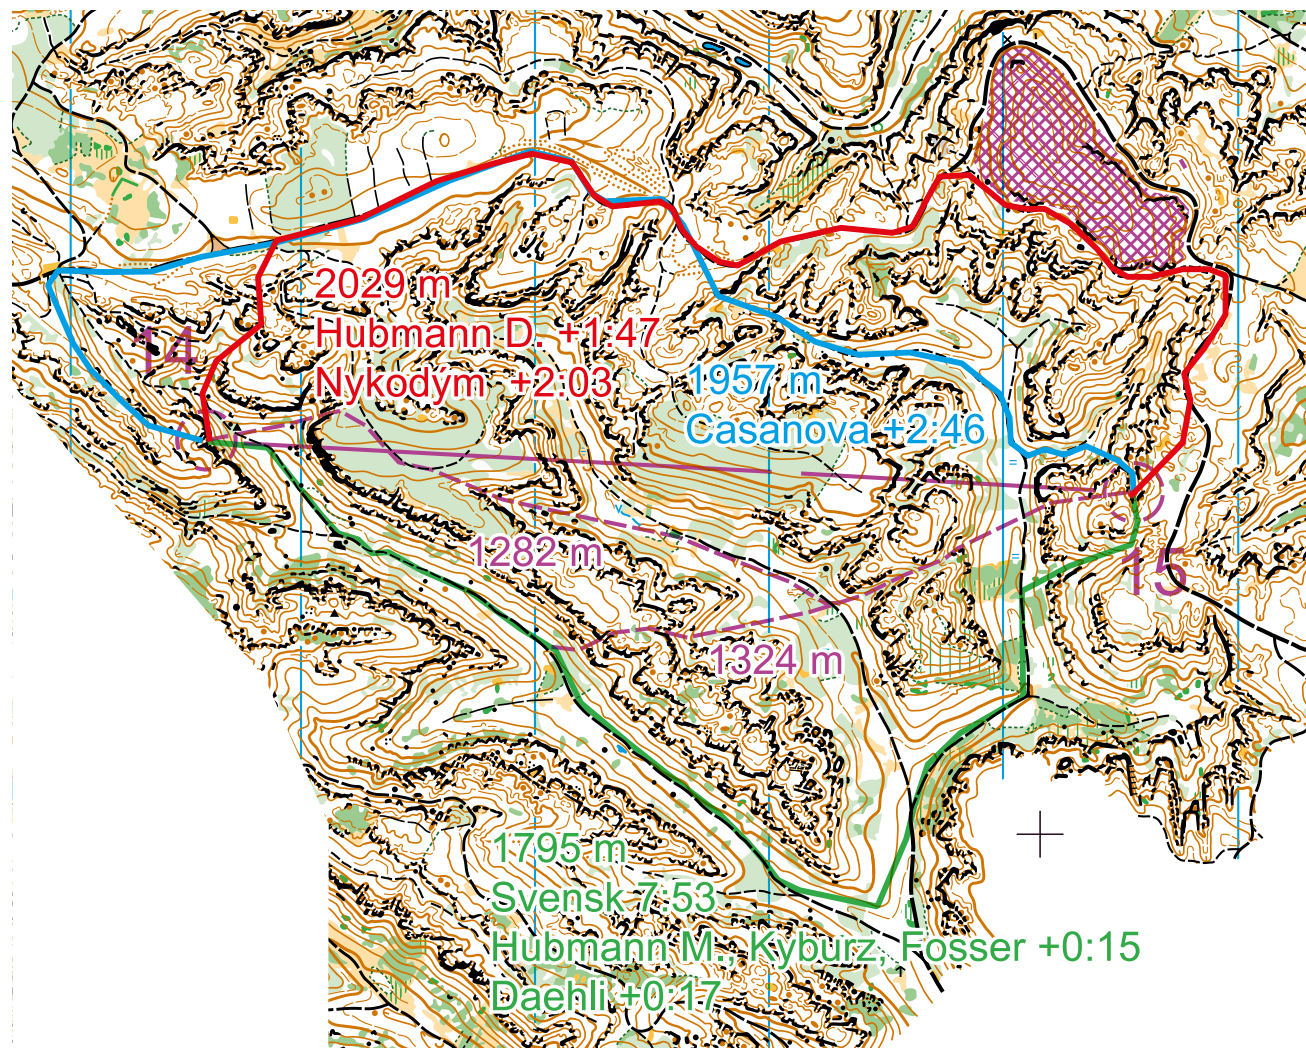 14
2029 m
Hubmann D. +1:47
Nykodým +2:03
1957 m
Casanova +2:46
1282 m
15
1324 m
1795 m
Svensk 7:53
Hubmann M., Kyburz, Fosser +0:15
Daehli +0:17